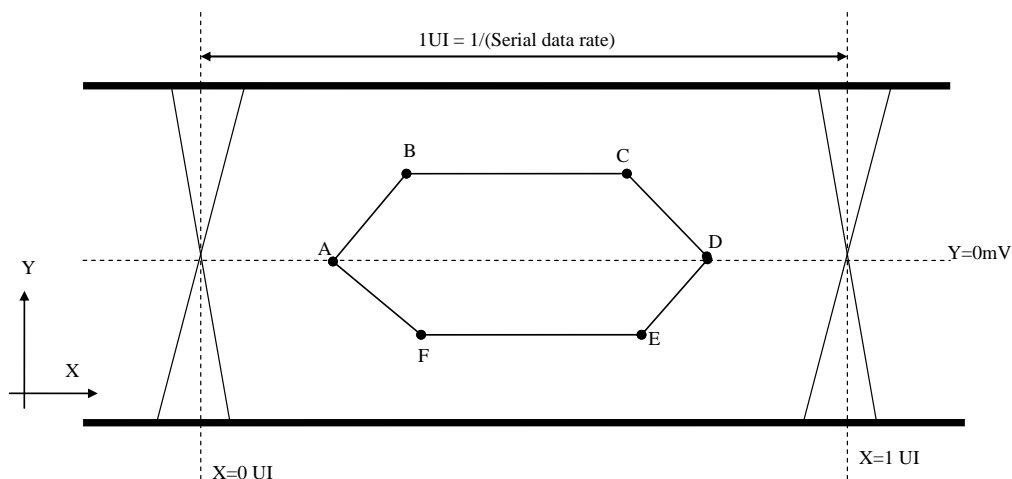 1UI = 1/(Serial data rate)
B
C
A
D
Y=0mV
Y
F
E
X
X=0 UI
X=1 UI